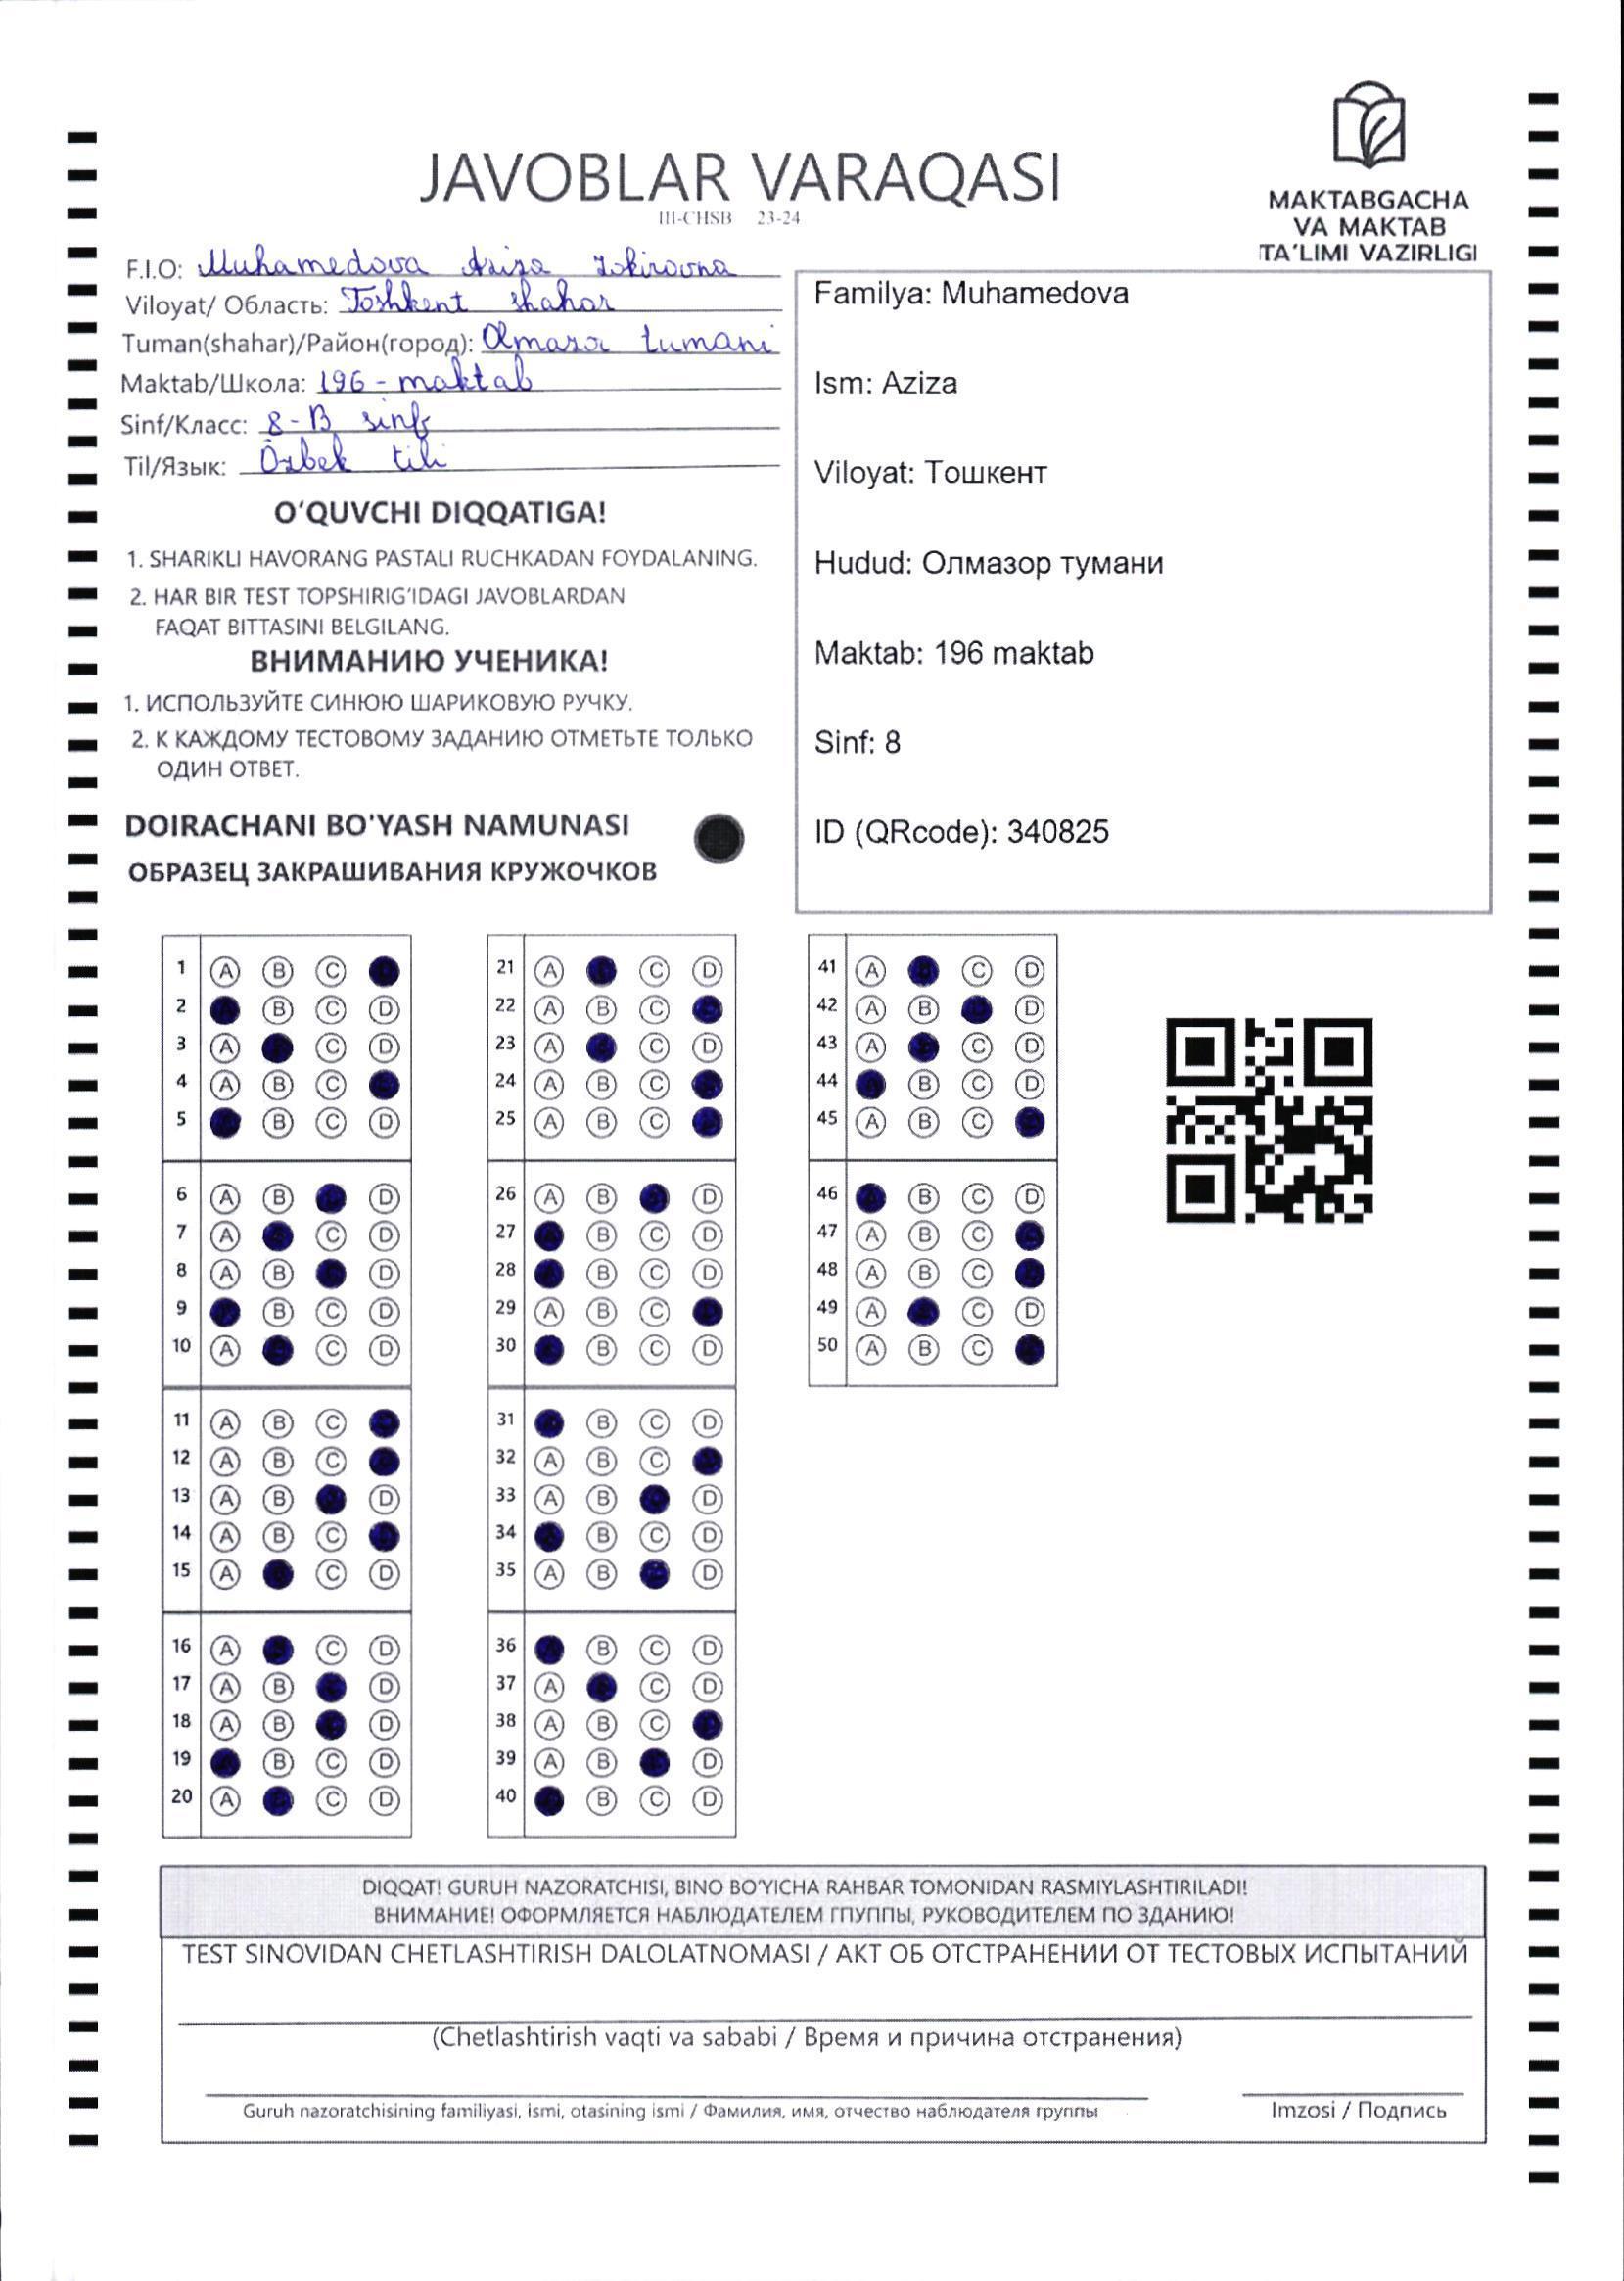 JAVOBLAR VARAQASI
III-CHSB 23-24
MAKTABGACHA
VA MAKTAB
TA'LIMI VAZIRLIGI
F.I.O: Muhamedova Aziza Zokirovna
Viloyat/ Область: Toshkent shahar
Tuman(shahar)/Район(город): Olmazor tumani
Maktab/Школа: 196 - maktab
Sinf/Класс: 8 - B sinf
Til/Язык: Özbek tili
O'QUVCHI DIQQATIGA!
1. SHARIKLI HAVORANG PASTALI RUCHKADAN FOYDALANING.
2. HAR BIR TEST TOPSHIRIG'IDAGI JAVOBLARDAN
FAQAT BITTASINI BELGILANG.
ВНИМАНИЮ УЧЕНИКА!
1. ИСПОЛЬЗУЙТЕ СИНЮЮ ШАРИКОВУЮ РУЧКУ.
2. К КАЖДОМУ ТЕСТОВОМУ ЗАДАНИЮ ОТМЕТЬТЕ ТОЛЬКО
ОДИН ОТВЕТ.
DOIRACHANI BO'YASH NAMUNASI
ОБРАЗЕЦ ЗАКРАШИВАНИЯ КРУЖОЧКОВ
Familya: Muhamedova
Ism: Aziza
Viloyat: Тошкент
Hudud: Олмазор тумани
Maktab: 196 maktab
Sinf: 8
ID (QRcode): 340825
1 A B C
2 B C D
3 A C D
4 A B C
5 B C D
6 A B D
7 A C D
8 A B D
9 B C D
10 A C D
11 A B C
12 A B C
13 A B D
14 A B C
15 A C D
16 A C D
17 A B D
18 A B D
19 B C D
20 A C D
21 A C D
22 A B C
23 A C D
24 A B C
25 A B C
26 A B D
27 B C D
28 B C D
29 A B C
30 B C D
31 B C D
32 A B C
33 A B D
34 B C D
35 A B D
36 B C D
37 A C D
38 A B C
39 A B D
40 B C D
41 A C D
42 A B D
43 A C D
44 B C D
45 A B C
46 B C D
47 A B C
48 A B C
49 A C D
50 A B C
DIQQAT! GURUH NAZORATCHISI, BINO BO'YICHA RAHBAR TOMONIDAN RASMIYLASHTIRILADI!
ВНИМАНИЕ! ОФОРМЛЯЕТСЯ НАБЛЮДАТЕЛЕМ ГПУППЫ, РУКОВОДИТЕЛЕМ ПО ЗДАНИЮ!
TEST SINOVIDAN CHETLASHTIRISH DALOLATNOMASI / АКТ ОБ ОТСТРАНЕНИИ ОТ ТЕСТОВЫХ ИСПЫТАНИЙ
(Chetlashtirish vaqti va sababi / Время и причина отстранения)
Guruh nazoratchisining familiyasi, ismi, otasining ismi / Фамилия, имя, отчество наблюдателя группы
Imzosi / Подпись